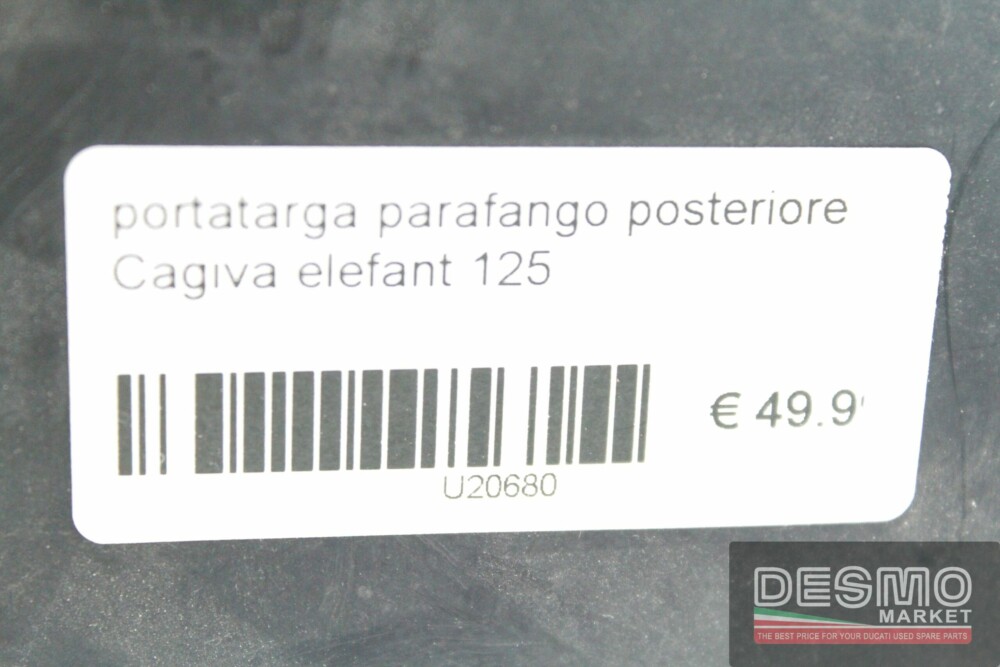 portatarga parafango posteriore
Cagiva elefant 125
€ 49.9
U20680
DESMO
MARKET
THE BEST PRICE FOR YOUR DUCATI USED SPARE PARTS